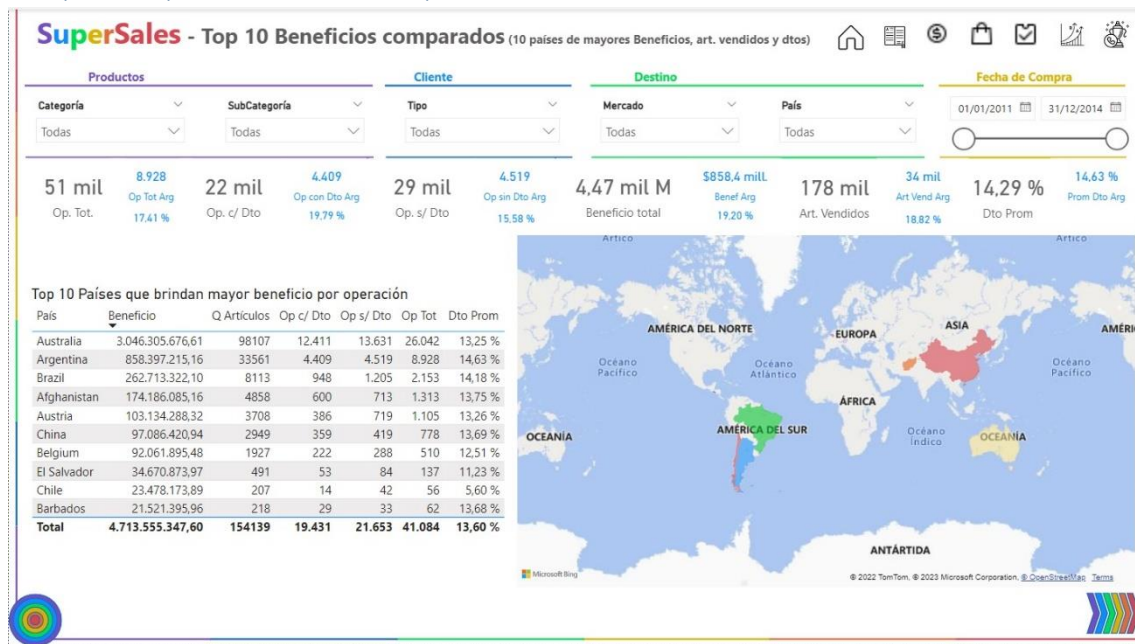 SuperSales - Top 10 Beneficios comparados (10 países de mayores Beneficios, art. vendidos y dtos)
Productos Cliente Destino Fecha de Compra
Categoría SubCategoría Tipo Mercado País 01/01/2011 31/12/2014
Todas Todas Todas Todas Todas
51 mil
Op. Tot.
8.928
Op Tot Arg
17,41 %
22 mil
Op. c/ Dto
4.409
Op con Dto Arg
19,79 %
29 mil
Op. s/ Dto
4.519
Op sin Dto Arg
15,58 %
4,47 mil M
Beneficio total
$858,4 mill.
Benef Arg
19,20 %
178 mil
Art. Vendidos
34 mil
Art Vend Arg
18,82 %
14,29 %
Dto Prom
14,63 %
Prom Dto Arg
Top 10 Países que brindan mayor beneficio por operación
País Beneficio Q Artículos Op c/ Dto Op s/ Dto Op Tot Dto Prom
Australia 3.046.305.676,61 98107 12.411 13.631 26.042 13,25 %
Argentina 858.397.215,16 33561 4.409 4.519 8.928 14,63 %
Brazil 262.713.322,10 8113 948 1.205 2.153 14,18 %
Afghanistan 174.186.085,16 4858 600 713 1.313 13,75 %
Austria 103.134.288,32 3708 386 719 1.105 13,26 %
China 97.086.420,94 2949 359 419 778 13,69 %
Belgium 92.061.895,48 1927 222 288 510 12,51 %
El Salvador 34.670.873,97 491 53 84 137 11,23 %
Chile 23.478.173,89 207 14 42 56 5,60 %
Barbados 21.521.395,96 218 29 33 62 13,68 %
Total 4.713.555.347,60 154139 19.431 21.653 41.084 13,60 %
Ártico Ártico
AMÉRICA DEL NORTE EUROPA ASIA AMÉRI
Océano Pacífico
Océano Atlántico
Océano Pacífico
ÁFRICA
OCEANÍA AMÉRICA DEL SUR OCEANÍA
Océano Índico
ANTÁRTIDA
Microsoft Bing
© 2022 TomTom, © 2023 Microsoft Corporation, © OpenStreetMap Terms